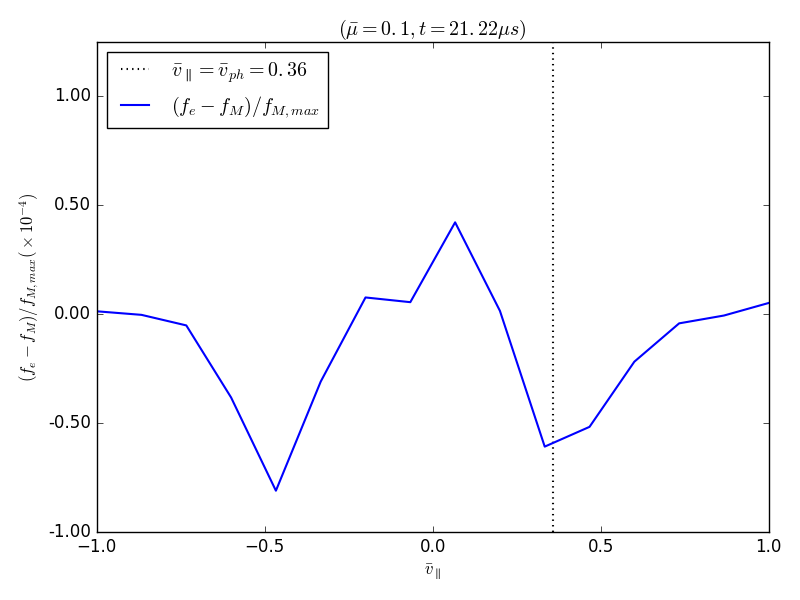 (μ̄ = 0.1, t = 21.22μs)
v̄∥ = v̄ph = 0.36
(fe − fM)/fM,max
1.00
0.50
0.00
-0.50
-1.00
(fe − fM)/fM,max(×10⁻⁴)
−1.0 −0.5 0.0 0.5 1.0
v̄∥